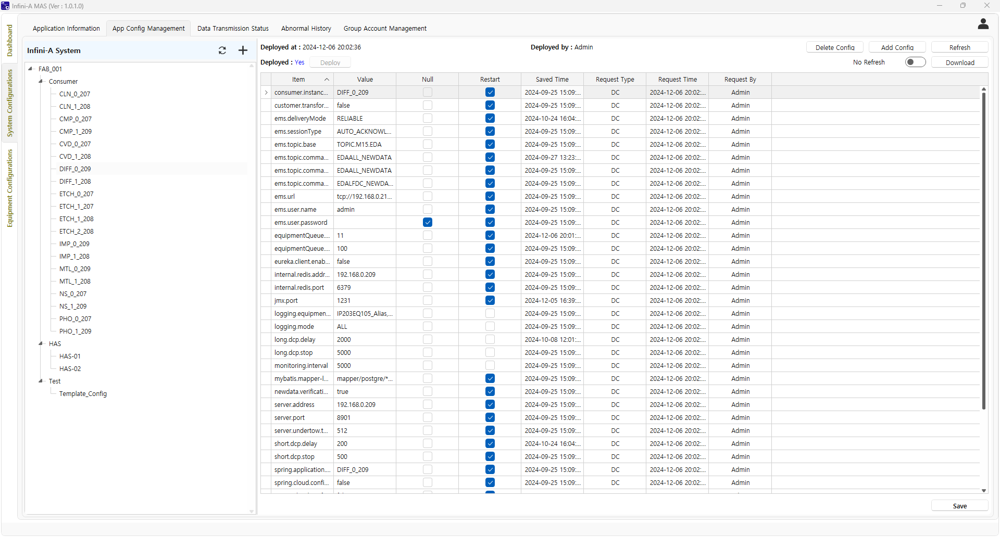 Infini-A MAS (Ver : 1.0.1.0)
Dashboard
System Configurations
Equipment Configurations
Application Information App Config Management Data Transmission Status Abnormal History Group Account Management
Infini-A System
FAB_001
Consumer
CLN_0_207
CLN_1_208
CMP_0_207
CMP_1_209
CVD_0_207
CVD_1_208
DIFF_0_209
DIFF_1_208
ETCH_0_207
ETCH_1_207
ETCH_1_208
ETCH_2_208
IMP_0_209
IMP_1_208
MTL_0_209
MTL_1_208
NS_0_207
NS_1_209
PHO_0_207
PHO_1_209
HAS
HAS-01
HAS-02
Test
Template_Config
Deployed at : 2024-12-06 20:02:36 Deployed by : Admin Delete Config Add Config Refresh
Deployed : Yes Deploy No Refresh Download
Item Value Null Restart Saved Time Request Type Request Time Request By
consumer.instanc... DIFF_0_209 2024-09-25 15:09:... DC 2024-12-06 20:02:... Admin
customer.transfor... false 2024-09-25 15:09:... DC 2024-12-06 20:02:... Admin
ems.deliveryMode RELIABLE 2024-10-24 16:04:... DC 2024-12-06 20:02:... Admin
ems.sessionType AUTO_ACKNOWL... 2024-09-25 15:09:... DC 2024-12-06 20:02:... Admin
ems.topic.base TOPIC.M15.EDA 2024-09-25 15:09:... DC 2024-12-06 20:02:... Admin
ems.topic.comma... EDAALL_NEWDATA 2024-09-27 13:23:... DC 2024-12-06 20:02:... Admin
ems.topic.comma... EDAALL_NEWDATA 2024-09-25 15:09:... DC 2024-12-06 20:02:... Admin
ems.topic.comma... EDALFDC_NEWDA... 2024-09-25 15:09:... DC 2024-12-06 20:02:... Admin
ems.url tcp://192.168.0.21... 2024-09-25 15:09:... DC 2024-12-06 20:02:... Admin
ems.user.name admin 2024-09-25 15:09:... DC 2024-12-06 20:02:... Admin
ems.user.password 2024-09-25 15:09:... DC 2024-12-06 20:02:... Admin
equipmentQueue.... 11 2024-12-06 20:01:... DC 2024-12-06 20:02:... Admin
equipmentQueue.... 100 2024-09-25 15:09:... DC 2024-12-06 20:02:... Admin
eureka.client.enab... false 2024-09-25 15:09:... DC 2024-12-06 20:02:... Admin
internal.redis.addr... 192.168.0.209 2024-09-25 15:09:... DC 2024-12-06 20:02:... Admin
internal.redis.port 6379 2024-09-25 15:09:... DC 2024-12-06 20:02:... Admin
jmx.port 1231 2024-12-05 16:39:... DC 2024-12-06 20:02:... Admin
logging.equipmen... IP203EQ105_Alias,... 2024-09-25 15:09:... DC 2024-12-06 20:02:... Admin
logging.mode ALL 2024-09-25 15:09:... DC 2024-12-06 20:02:... Admin
long.dcp.delay 2000 2024-10-08 12:01:... DC 2024-12-06 20:02:... Admin
long.dcp.stop 5000 2024-09-25 15:09:... DC 2024-12-06 20:02:... Admin
monitoring.interval 5000 2024-09-25 15:09:... DC 2024-12-06 20:02:... Admin
mybatis.mapper-l... mapper/postgre/*... 2024-09-25 15:09:... DC 2024-12-06 20:02:... Admin
newdata.verificati... true 2024-09-25 15:09:... DC 2024-12-06 20:02:... Admin
server.address 192.168.0.209 2024-09-25 15:09:... DC 2024-12-06 20:02:... Admin
server.port 8901 2024-09-25 15:09:... DC 2024-12-06 20:02:... Admin
server.undertow.t... 512 2024-09-25 15:09:... DC 2024-12-06 20:02:... Admin
short.dcp.delay 200 2024-10-24 16:04:... DC 2024-12-06 20:02:... Admin
short.dcp.stop 500 2024-09-25 15:09:... DC 2024-12-06 20:02:... Admin
spring.application.... DIFF_0_209 2024-09-25 15:09:... DC 2024-12-06 20:02:... Admin
spring.cloud.confi... false 2024-09-25 15:09:... DC 2024-12-06 20:02:... Admin
Save